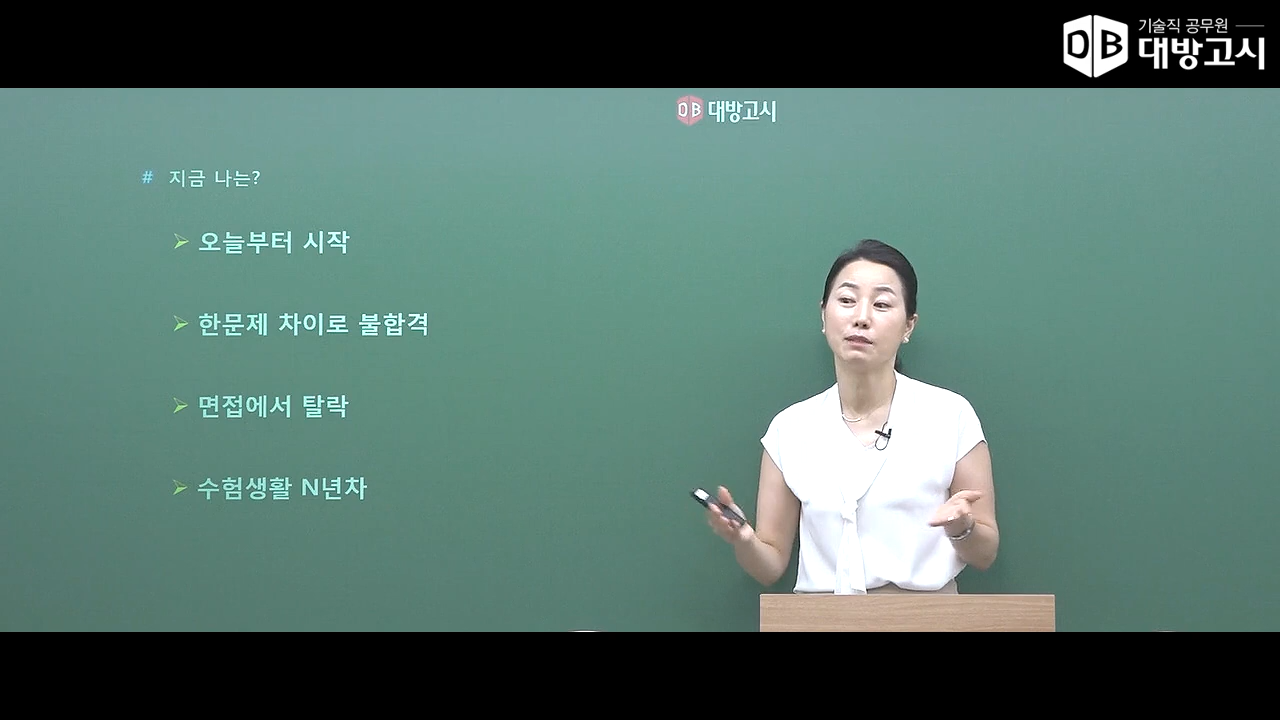 기술직 공무원
DB 대방고시
DB 대방고시
# 지금 나는?
➢ 오늘부터 시작
➢ 한문제 차이로 불합격
➢ 면접에서 탈락
➢ 수험생활 N년차